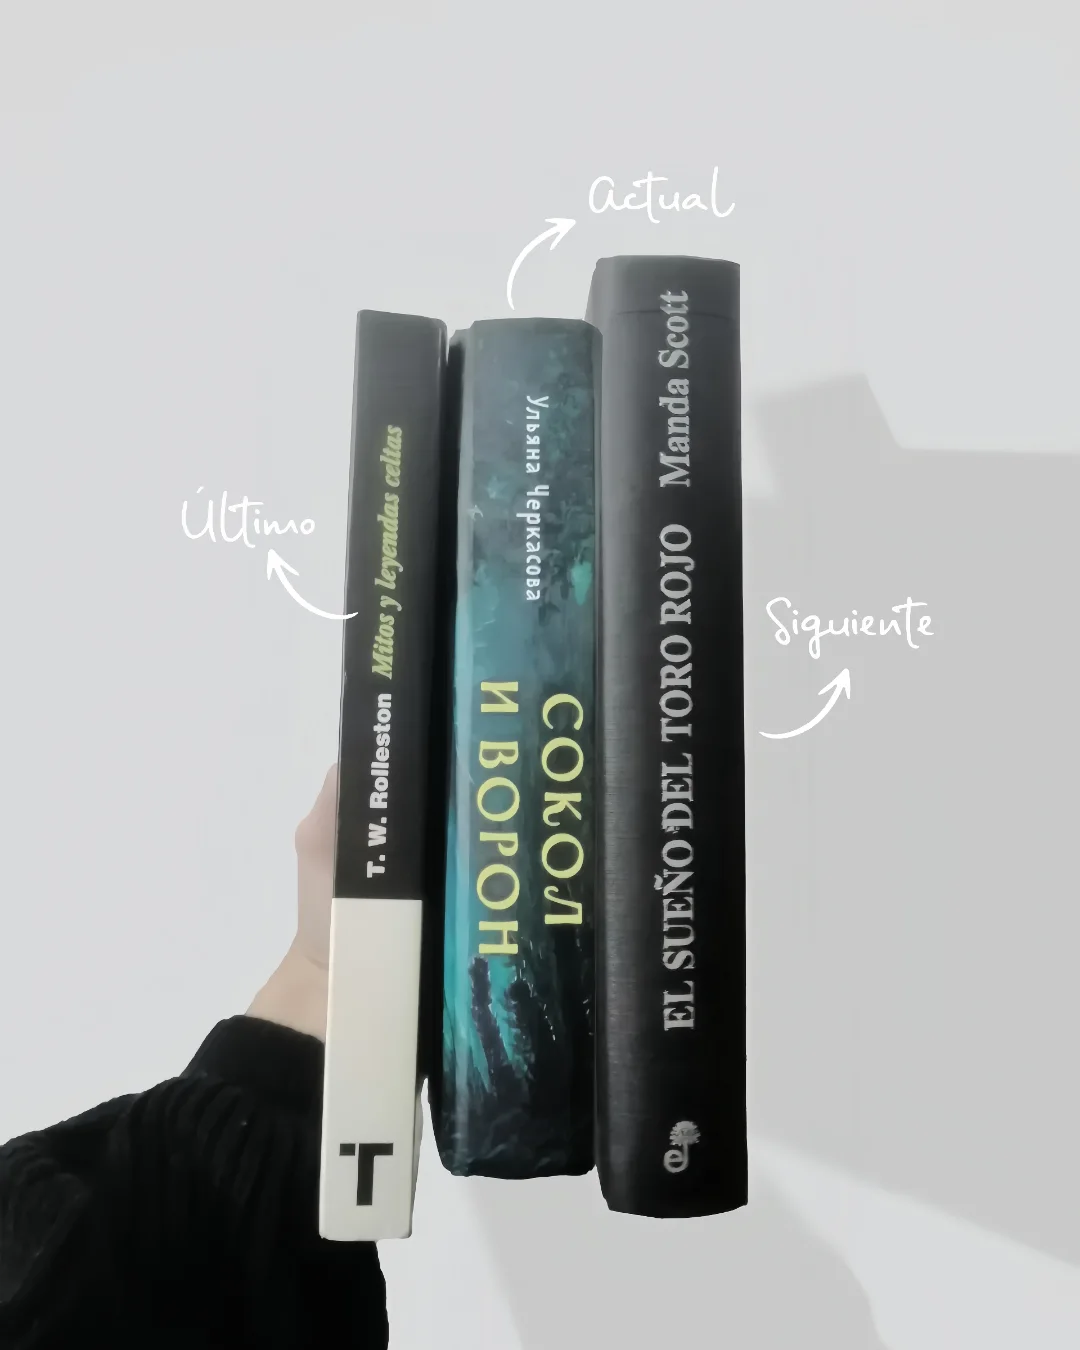 Actual
Último
Siguiente
T. W. Rolleston Mitos y leyendas celtas
T
Ульяна Черкасова
СОКОЛ
И ВОРОН
EL SUEÑO DEL TORO ROJO Manda Scott
e